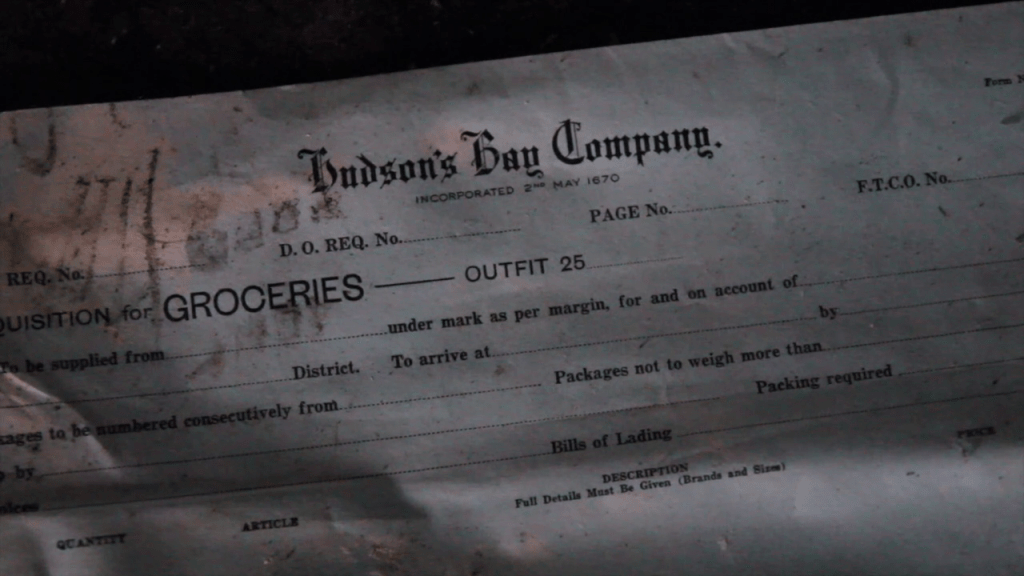 Form
Hudson's Bay Company.
INCORPORATED 2ND MAY 1670
REQ. No. D. O. REQ. No. PAGE No. F.T.C.O. No.
QUISITION for GROCERIES — OUTFIT 25
To be supplied from under mark as per margin, for and on account of
District. To arrive at by
kages to be numbered consecutively from Packages not to weigh more than
by Packing required
oices Bills of Lading
QUANTITY ARTICLE DESCRIPTION PRICE
Full Details Must Be Given (Brands and Sizes)